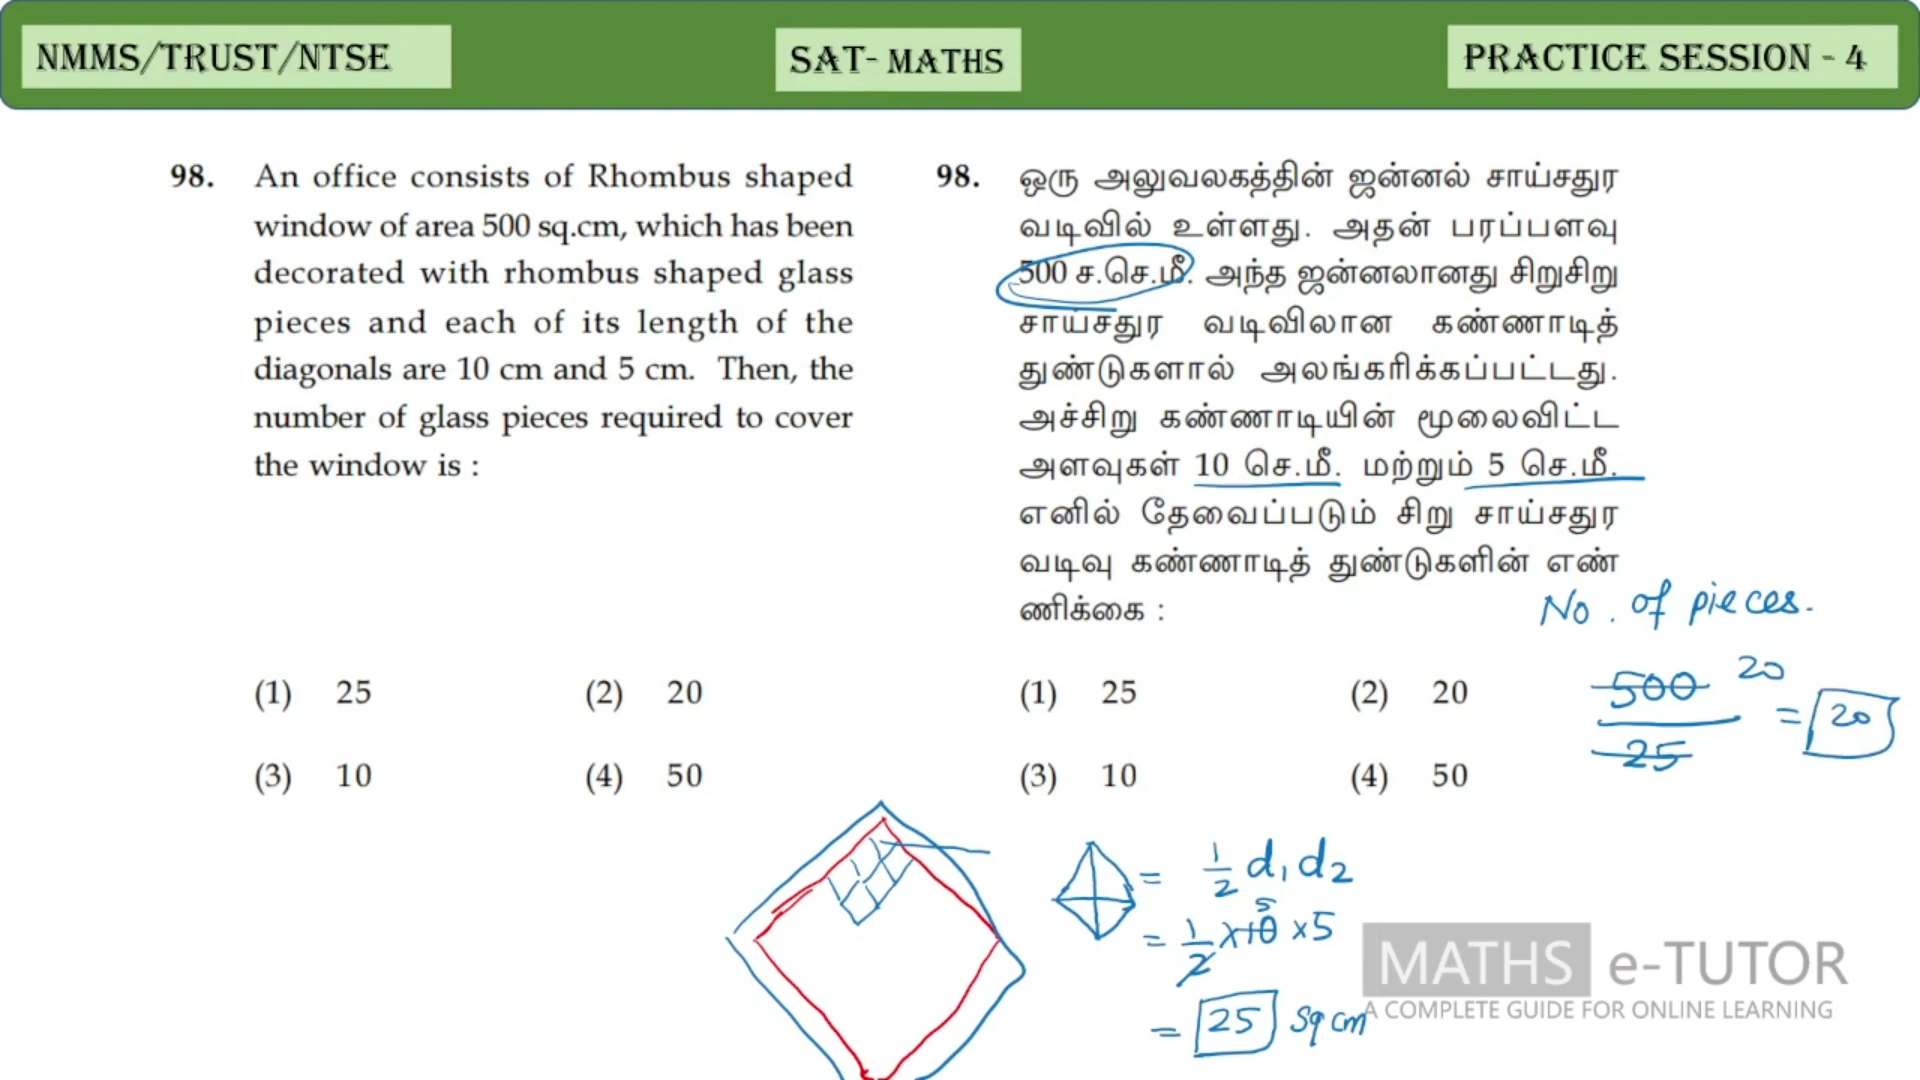 NMMS/TRUST/NTSE
SAT- MATHS
PRACTICE SESSION - 4
98. An office consists of Rhombus shaped
window of area 500 sq.cm, which has been
decorated with rhombus shaped glass
pieces and each of its length of the
diagonals are 10 cm and 5 cm. Then, the
number of glass pieces required to cover
the window is :
(1) 25 (2) 20
(3) 10 (4) 50
98. ஒரு அலுவலகத்தின் ஜன்னல் சாய்சதுர
வடிவில் உள்ளது. அதன் பரப்பளவு
500 ச.செ.மீ. அந்த ஜன்னலானது சிறுசிறு
சாய்சதுர வடிவிலான கண்ணாடித்
துண்டுகளால் அலங்கரிக்கப்பட்டது.
அச்சிறு கண்ணாடியின் மூலைவிட்ட
அளவுகள் 10 செ.மீ. மற்றும் 5 செ.மீ.
எனில் தேவைப்படும் சிறு சாய்சதுர
வடிவு கண்ணாடித் துண்டுகளின் எண்
ணிக்கை :
(1) 25 (2) 20
(3) 10 (4) 50
No. of pieces.
500 20
25
= 20
= 1/2 d1 d2
= 1/2 x 10 5 x 5
= 25 sq cm
MATHS e-TUTOR
A COMPLETE GUIDE FOR ONLINE LEARNING